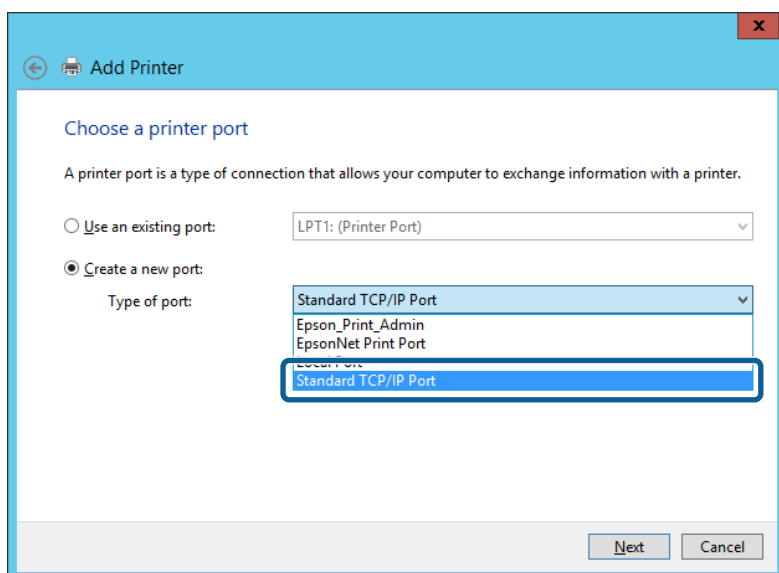 x
Add Printer
Choose a printer port
A printer port is a type of connection that allows your computer to exchange information with a printer.
Use an existing port: LPT1: (Printer Port)
Create a new port:
Type of port: Standard TCP/IP Port
Epson_Print_Admin
EpsonNet Print Port
Local Port
Standard TCP/IP Port
Next Cancel